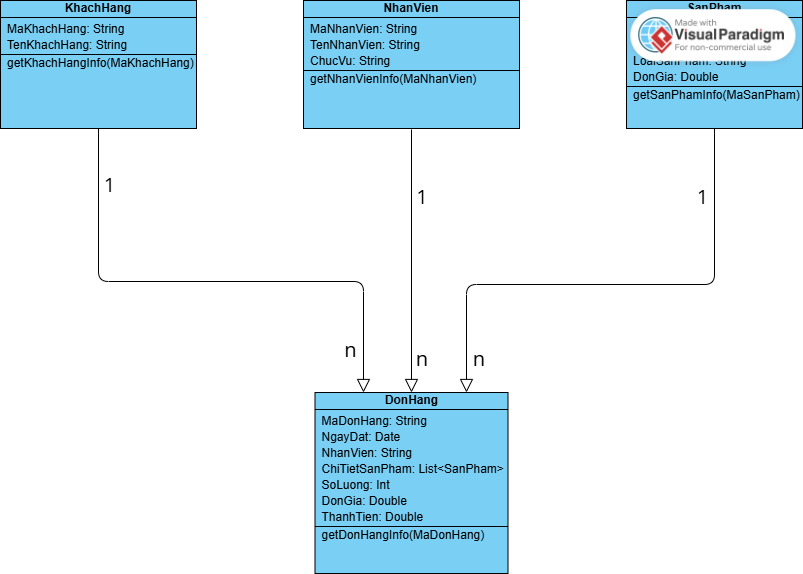 KhachHang
MaKhachHang: String
TenKhachHang: String
getKhachHangInfo(MaKhachHang)
NhanVien
MaNhanVien: String
TenNhanVien: String
ChucVu: String
getNhanVienInfo(MaNhanVien)
SanPham
Made with
VisualParadigm
For non-commercial use
LoaiSanPham: String
DonGia: Double
getSanPhamInfo(MaSanPham)
1
1
1
n
n
n
DonHang
MaDonHang: String
NgayDat: Date
NhanVien: String
ChiTietSanPham: List<SanPham>
SoLuong: Int
DonGia: Double
ThanhTien: Double
getDonHangInfo(MaDonHang)